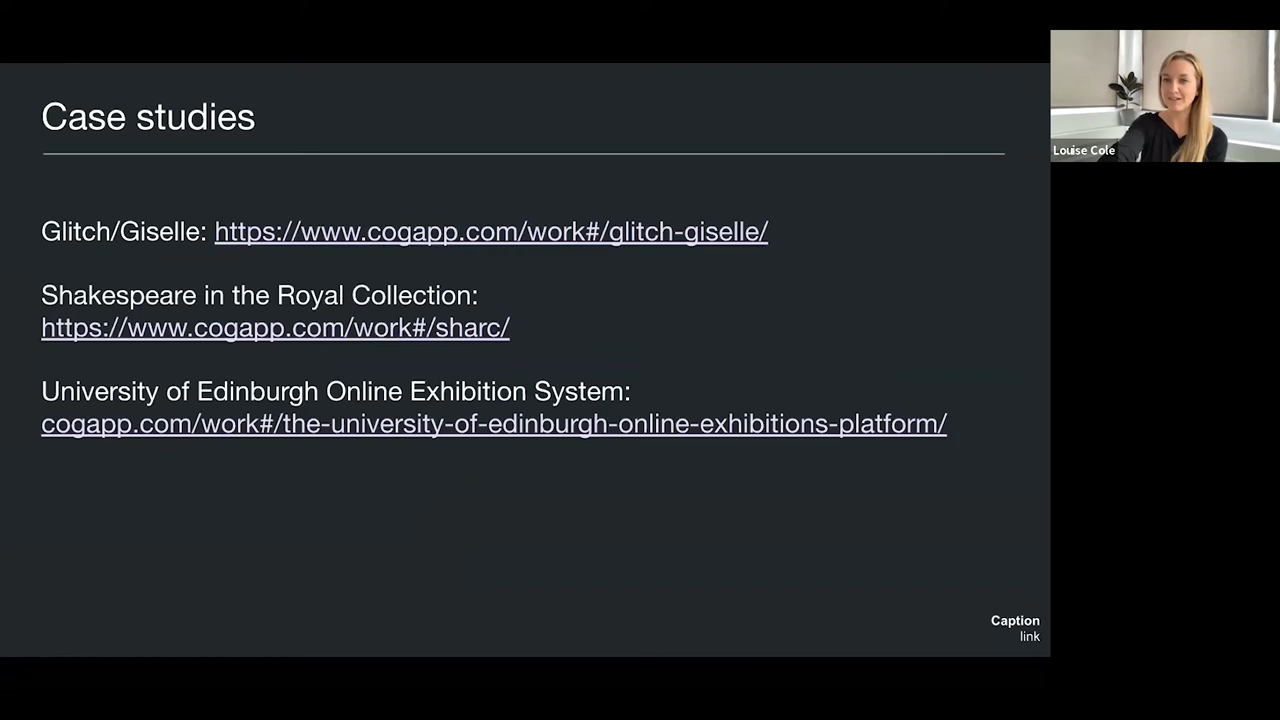 Case studies
Glitch/Giselle: https://www.cogapp.com/work#/glitch-giselle/
Shakespeare in the Royal Collection:
https://www.cogapp.com/work#/sharc/
University of Edinburgh Online Exhibition System:
cogapp.com/work#/the-university-of-edinburgh-online-exhibitions-platform/
Caption
link
Louise Cole